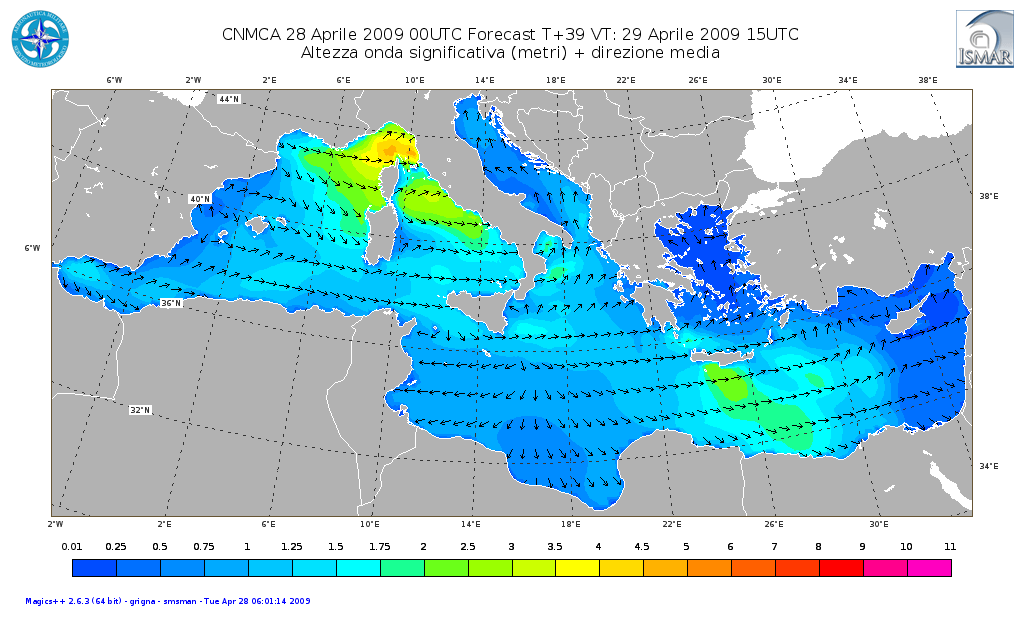 CNMCA 28 Aprile 2009 00UTC Forecast T+39 VT: 29 Aprile 2009 15UTC
Altezza onda significativa (metri) + direzione media
ISMAR
6°W 2°W 2°E 6°E 10°E 14°E 18°E 22°E 26°E 30°E 34°E 38°E
44°N
40°N
38°E
6°W
36°N
32°N
34°E
2°W 2°E 6°E 10°E 14°E 18°E 22°E 26°E 30°E
0.01 0.25 0.5 0.75 1 1.25 1.5 1.75 2 2.5 3 3.5 4 4.5 5 6 7 8 9 10 11
Magics++ 2.6.3 (64 bit) - grigna - smsman - Tue Apr 28 06:01:14 2009